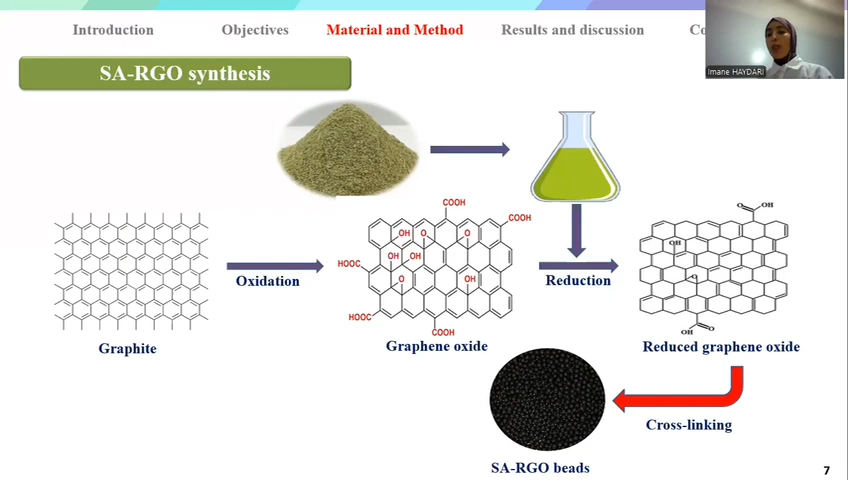 Introduction
Objectives
Material and Method
Results and discussion
Imane HAYDARI
SA-RGO synthesis
COOH
COOH
OH
O
O
HOOC
OH
OH
O
OH
HOOC
COOH
O
OH
OH
O
OH
O
Oxidation
Reduction
Graphite
Graphene oxide
Reduced graphene oxide
Cross-linking
SA-RGO beads
7